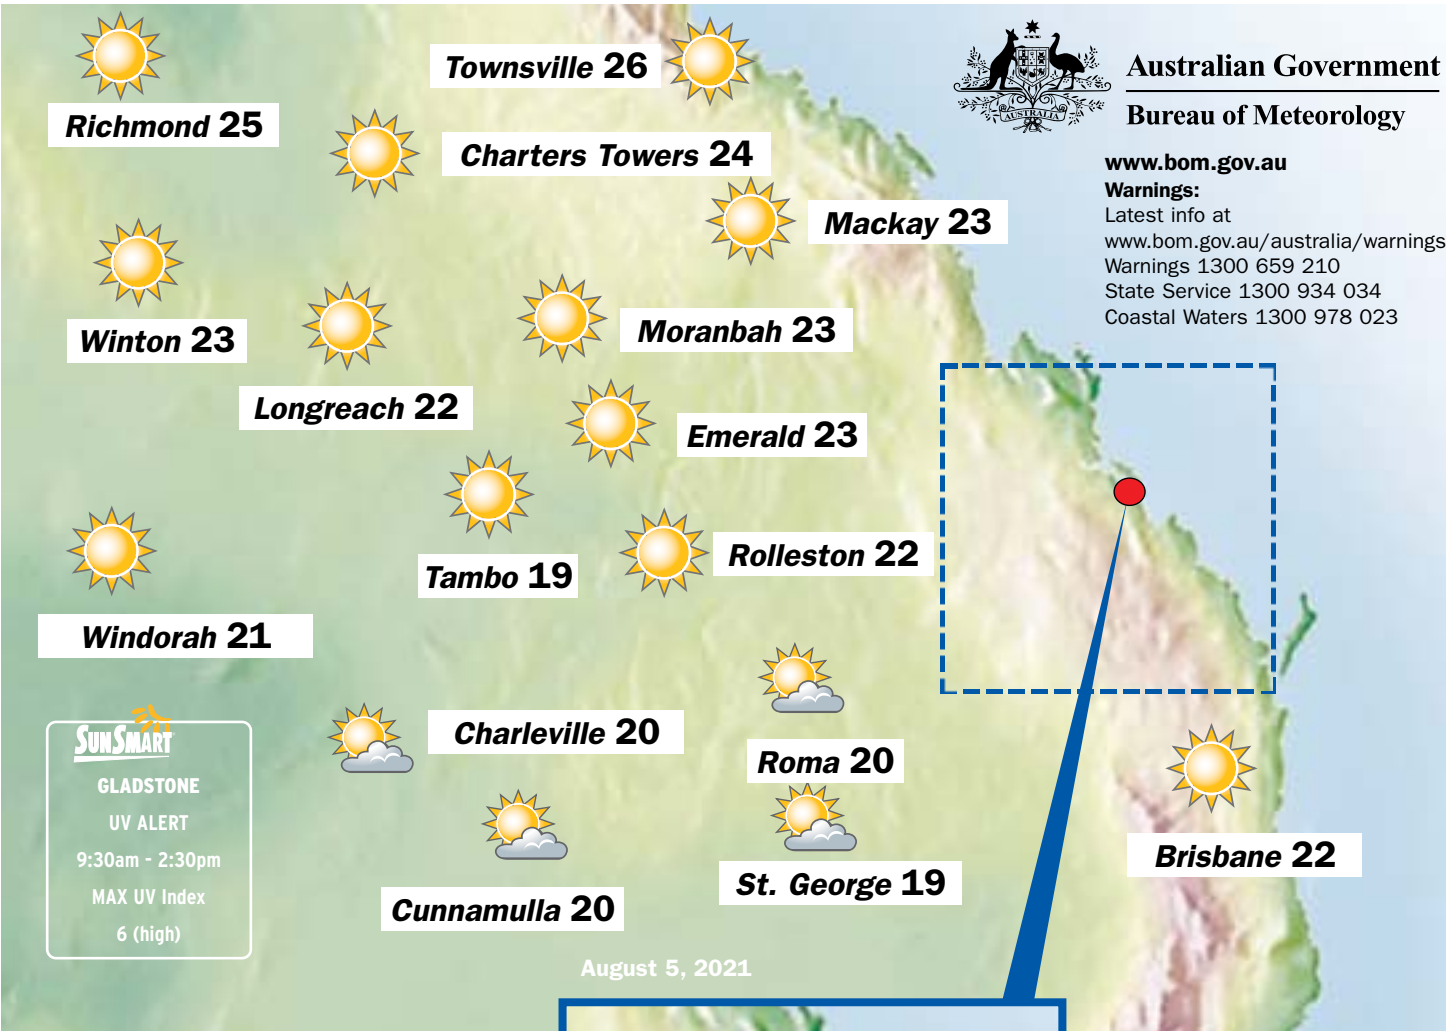 Townsville 26
Richmond 25
Charters Towers 24
Mackay 23
Winton 23
Moranbah 23
Longreach 22
Emerald 23
Tambo 19
Rolleston 22
Windorah 21
Charleville 20
Roma 20
Brisbane 22
St. George 19
Cunnamulla 20
AUSTRALIA
Australian Government
Bureau of Meteorology
www.bom.gov.au
Warnings:
Latest info at
www.bom.gov.au/australia/warnings
Warnings 1300 659 210
State Service 1300 934 034
Coastal Waters 1300 978 023
SUNSMART
GLADSTONE
UV ALERT
9:30am - 2:30pm
MAX UV Index
6 (high)
August 5, 2021